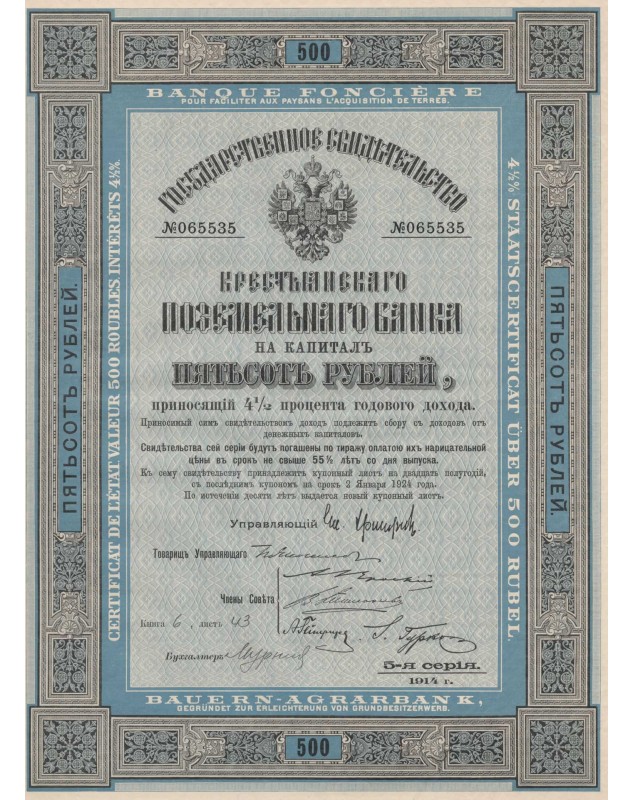 500
BANQUE FONCIÈRE
POUR FACILITER AUX PAYSANS L'ACQUISITION DE TERRES.
CERTIFICAT DE L'ÉTAT VALEUR 500 ROUBLES INTÉRÊTS 4½%.
4½% STAATSCERTIFICAT ÜBER 500 RUBEL.
ПЯТЬСОТЪ РУБЛЕЙ.
ПЯТЬСОТЪ РУБЛЕЙ.
ГОСУДАРСТВЕННОЕ СВИДѢТЕЛЬСТВО
№065535 №065535
КРЕСТЬЯНСКАГО
ПОЗЕМЕЛЬНАГО БАНКА
НА КАПИТАЛЪ
ПЯТЬСОТЪ РУБЛЕЙ,
приносящій 4½ процента годового дохода.
Приносимый симъ свидѣтельствомъ доходъ подлежитъ сбору съ доходовъ отъ
денежныхъ капиталовъ.
Свидѣтельства сей серіи будутъ погашены по тиражу оплатою ихъ нарицательной
цѣны въ срокъ не свыше 55½ лѣтъ со дня выпуска.
Къ сему свидѣтельству принадлежитъ купонный листъ на двадцать полугодій,
съ послѣднимъ купономъ на срокъ 2 Января 1924 года.
По истеченіи десяти лѣтъ выдается новый купонный листъ.
Управляющій
Товарищъ Управляющаго
Члены Совѣта
Книга 6, листъ 43
Бухгалтеръ
5-я серія.
1914 г.
BAUERN-AGRARBANK,
GEGRÜNDET ZUR ERLEICHTERUNG VON GRUNDBESITZERWERB.
500